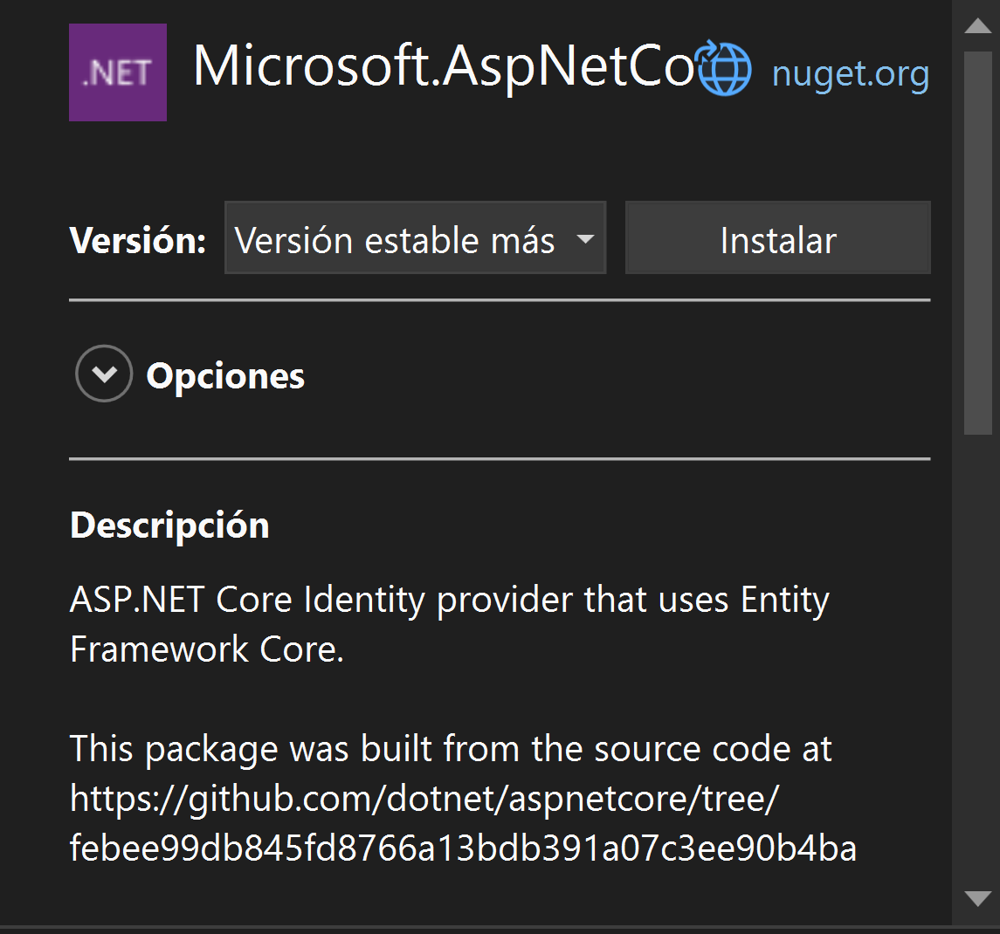 .NET
Microsoft.AspNetCo
nuget.org
Versión:
Versión estable más
Instalar
Opciones
Descripción
ASP.NET Core Identity provider that uses Entity
Framework Core.
This package was built from the source code at
https://github.com/dotnet/aspnetcore/tree/
febee99db845fd8766a13bdb391a07c3ee90b4ba